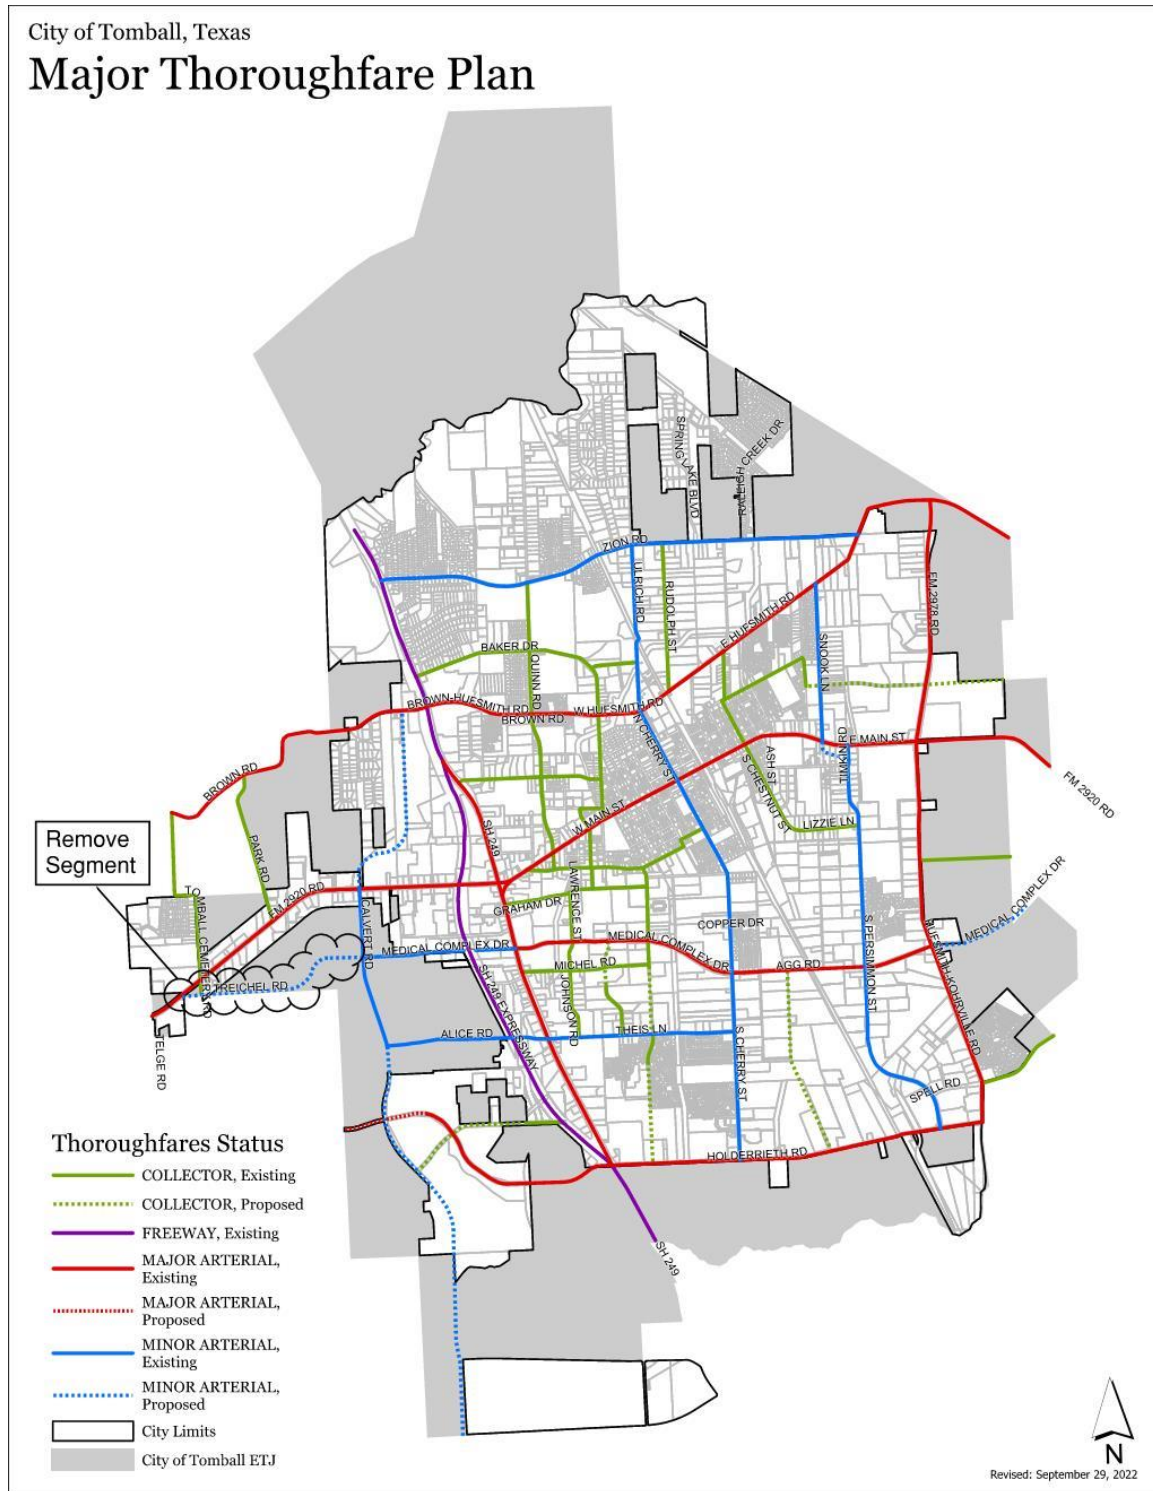 City of Tomball, Texas
Major Thoroughfare Plan
SPRING LAKE BLVD
RALEIGH CREEK DR
ZION RD
ULRICH RD
RUDOLPH ST
FM 2978 RD
E HUFSMITH RD
SNOOK LN
BAKER DR
QUINN RD
BROWN-HUFSMITH RD
BROWN RD
W HUFSMITH RD
N CHERRY ST
E MAIN ST
TIMKIN RD
ASH ST
S CHESTNUT ST
BROWN RD
FM 2920 RD
SH 249
W MAIN ST
LIZZIE LN
Remove
Segment
PARK RD
TOMBALL CEMETERY RD
FM 2920 RD
LAWRENCE ST
GRAHAM DR
CALVERT RD
COPPER DR
S PERSIMMON ST
MEDICAL COMPLEX DR
MEDICAL COMPLEX DR
MEDICAL COMPLEX DR
HUFSMITH-KOHRVILLE RD
MICHEL RD
AGG RD
TREICHEL RD
SH 249 EXPRESSWAY
JOHNSON RD
ALICE RD
THEIS LN
S CHERRY ST
TELGE RD
SPELL RD
HOLDERRIETH RD
SH 249
Thoroughfares Status
COLLECTOR, Existing
COLLECTOR, Proposed
FREEWAY, Existing
MAJOR ARTERIAL,
Existing
MAJOR ARTERIAL,
Proposed
MINOR ARTERIAL,
Existing
MINOR ARTERIAL,
Proposed
City Limits
City of Tomball ETJ
N
Revised: September 29, 2022